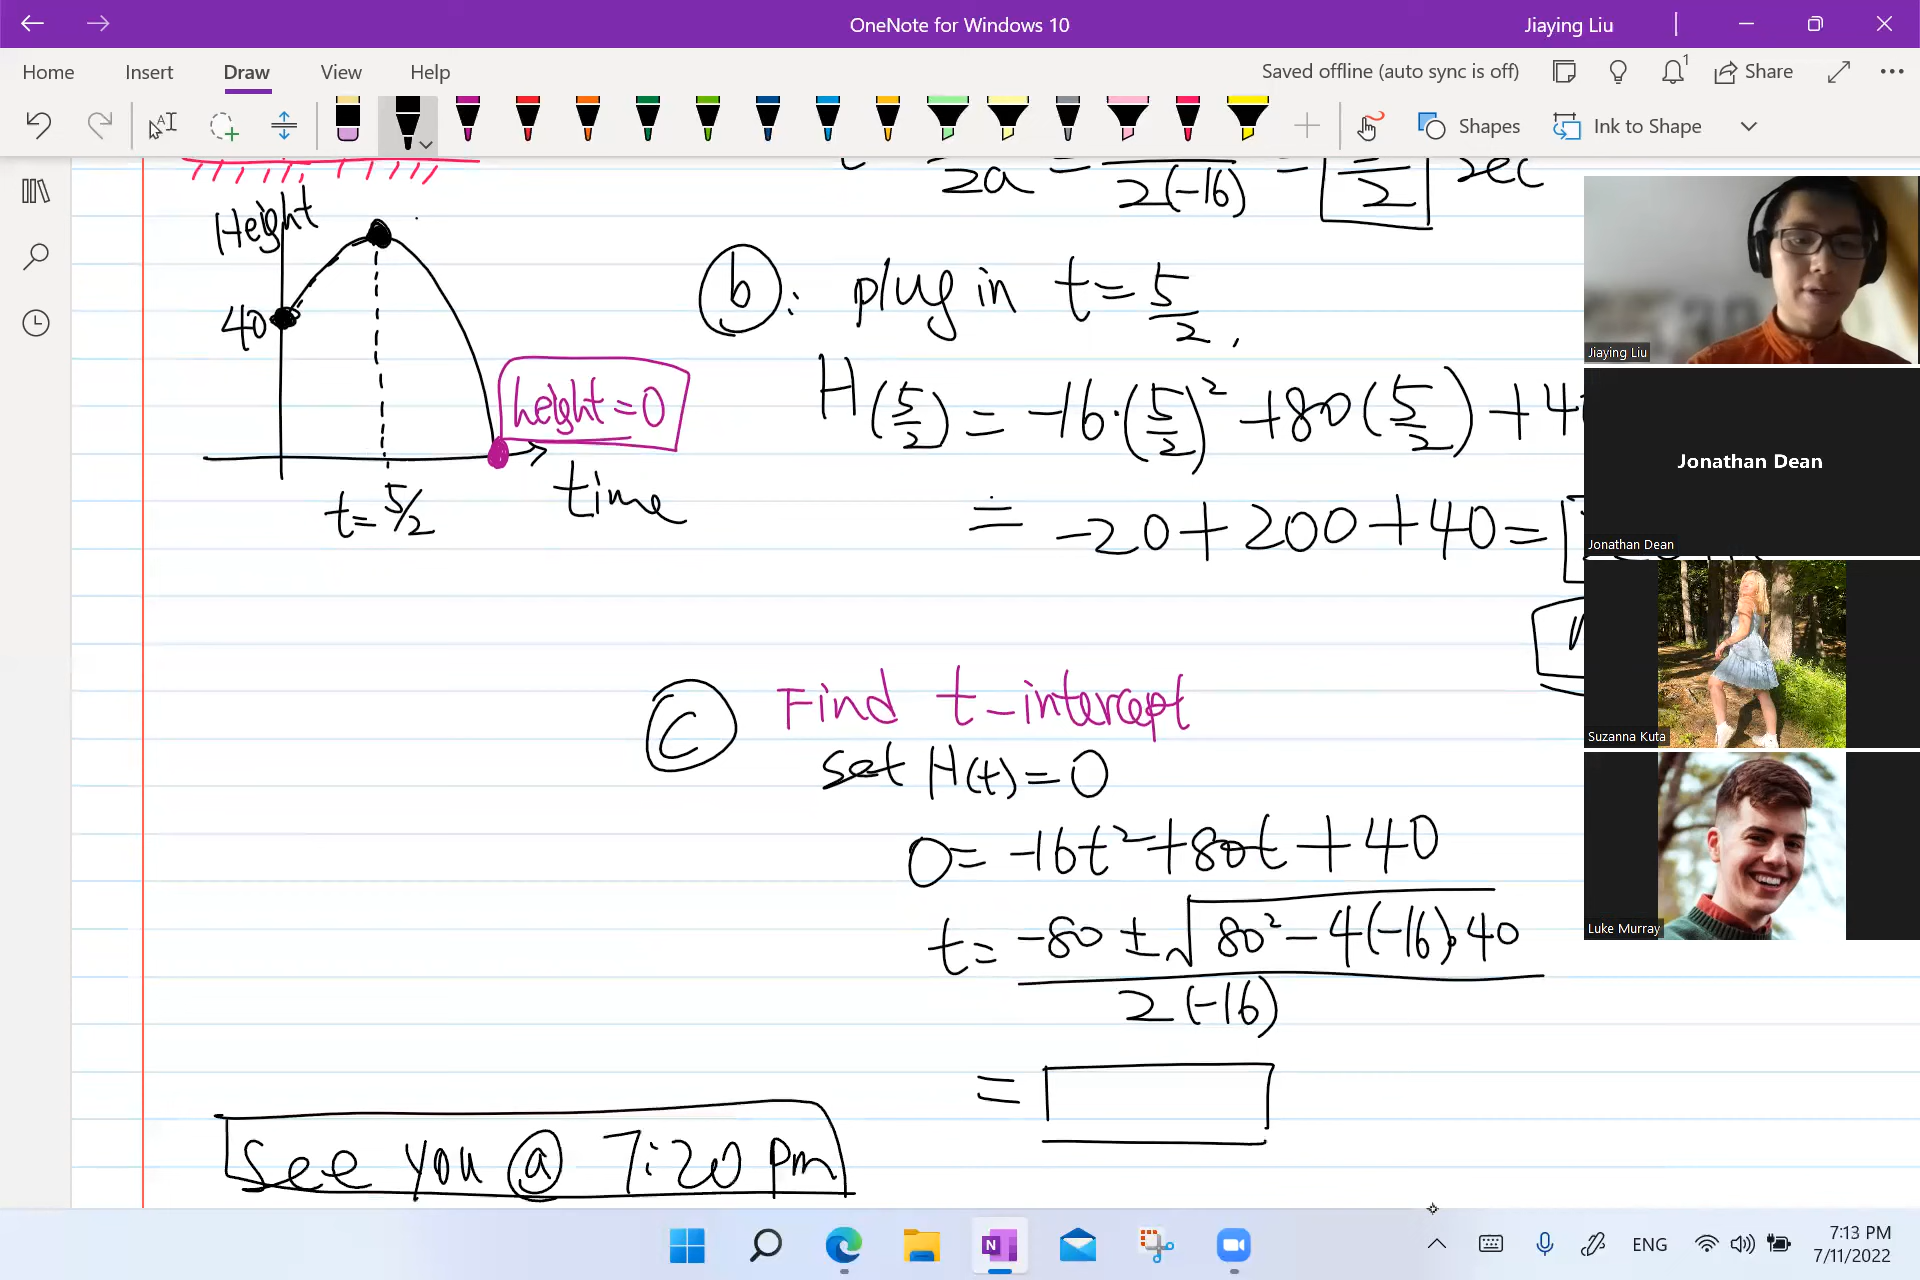 OneNote for Windows 10
Jiaying Liu
Home Insert Draw View Help
Saved offline (auto sync is off)
1
Share
Shapes
Ink to Shape
2a = 2(-16) = 2 sec
Height
40
height = 0
time
t = 5/2
b : plug in t = 5/2 ,
H(5/2) = -16·(5/2)² + 80(5/2) + 4
= -20 + 200 + 40 =
c Find t-intercept
set H(t) = 0
0 = -16t² + 80t + 40
t = -80 ± √80² - 4(-16)·40
2(-16)
=
See you @ 7:20 pm
Jiaying Liu
Jonathan Dean
Jonathan Dean
Suzanna Kuta
Luke Murray
ENG
7:13 PM
7/11/2022